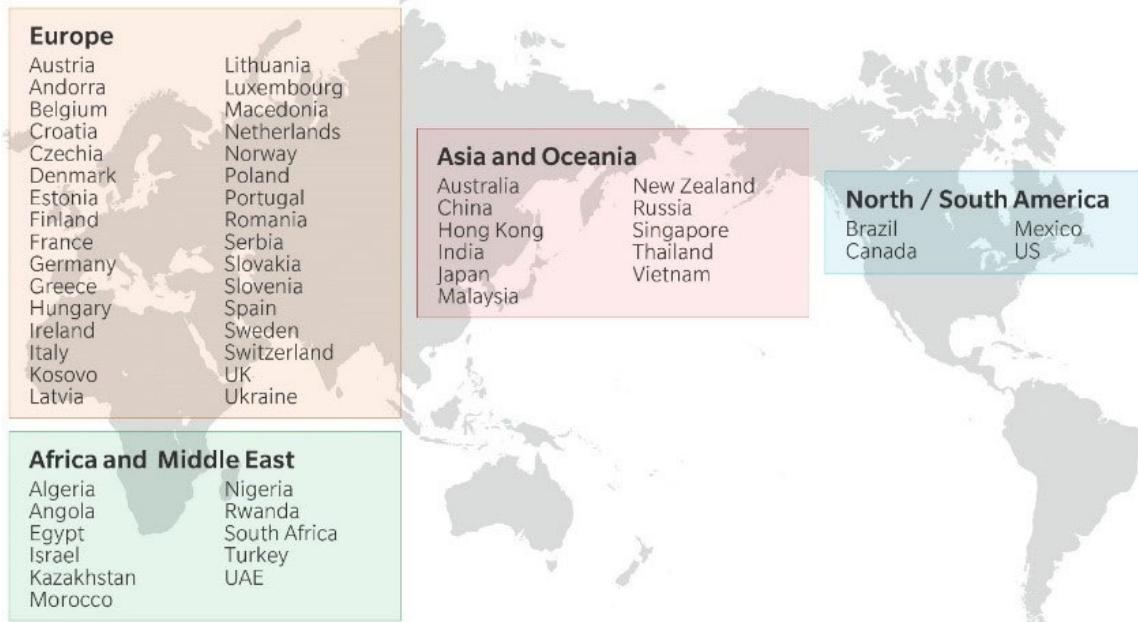 Europe
Austria
Andorra
Belgium
Croatia
Czechia
Denmark
Estonia
Finland
France
Germany
Greece
Hungary
Ireland
Italy
Kosovo
Latvia
Lithuania
Luxembourg
Macedonia
Netherlands
Norway
Poland
Portugal
Romania
Serbia
Slovakia
Slovenia
Spain
Sweden
Switzerland
UK
Ukraine
Asia and Oceania
Australia
China
Hong Kong
India
Japan
Malaysia
New Zealand
Russia
Singapore
Thailand
Vietnam
North / South America
Brazil
Canada
Mexico
US
Africa and Middle East
Algeria
Angola
Egypt
Israel
Kazakhstan
Morocco
Nigeria
Rwanda
South Africa
Turkey
UAE